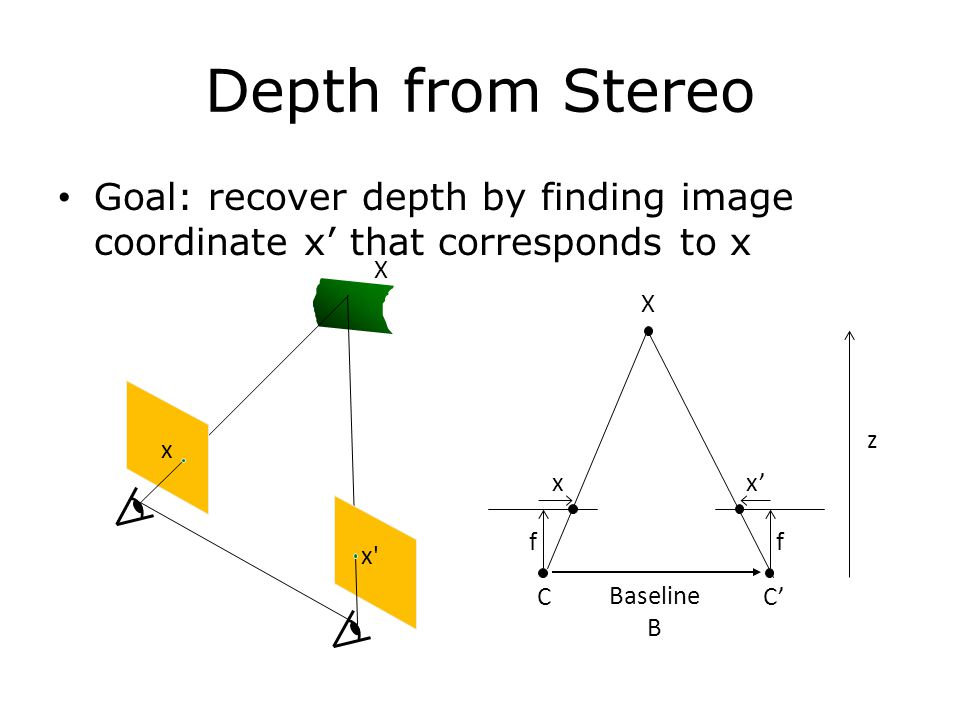 Depth from Stereo
• Goal: recover depth by finding image
coordinate x’ that corresponds to x
X
x
x'
X
z
x
x’
f
f
C
Baseline
B
C’